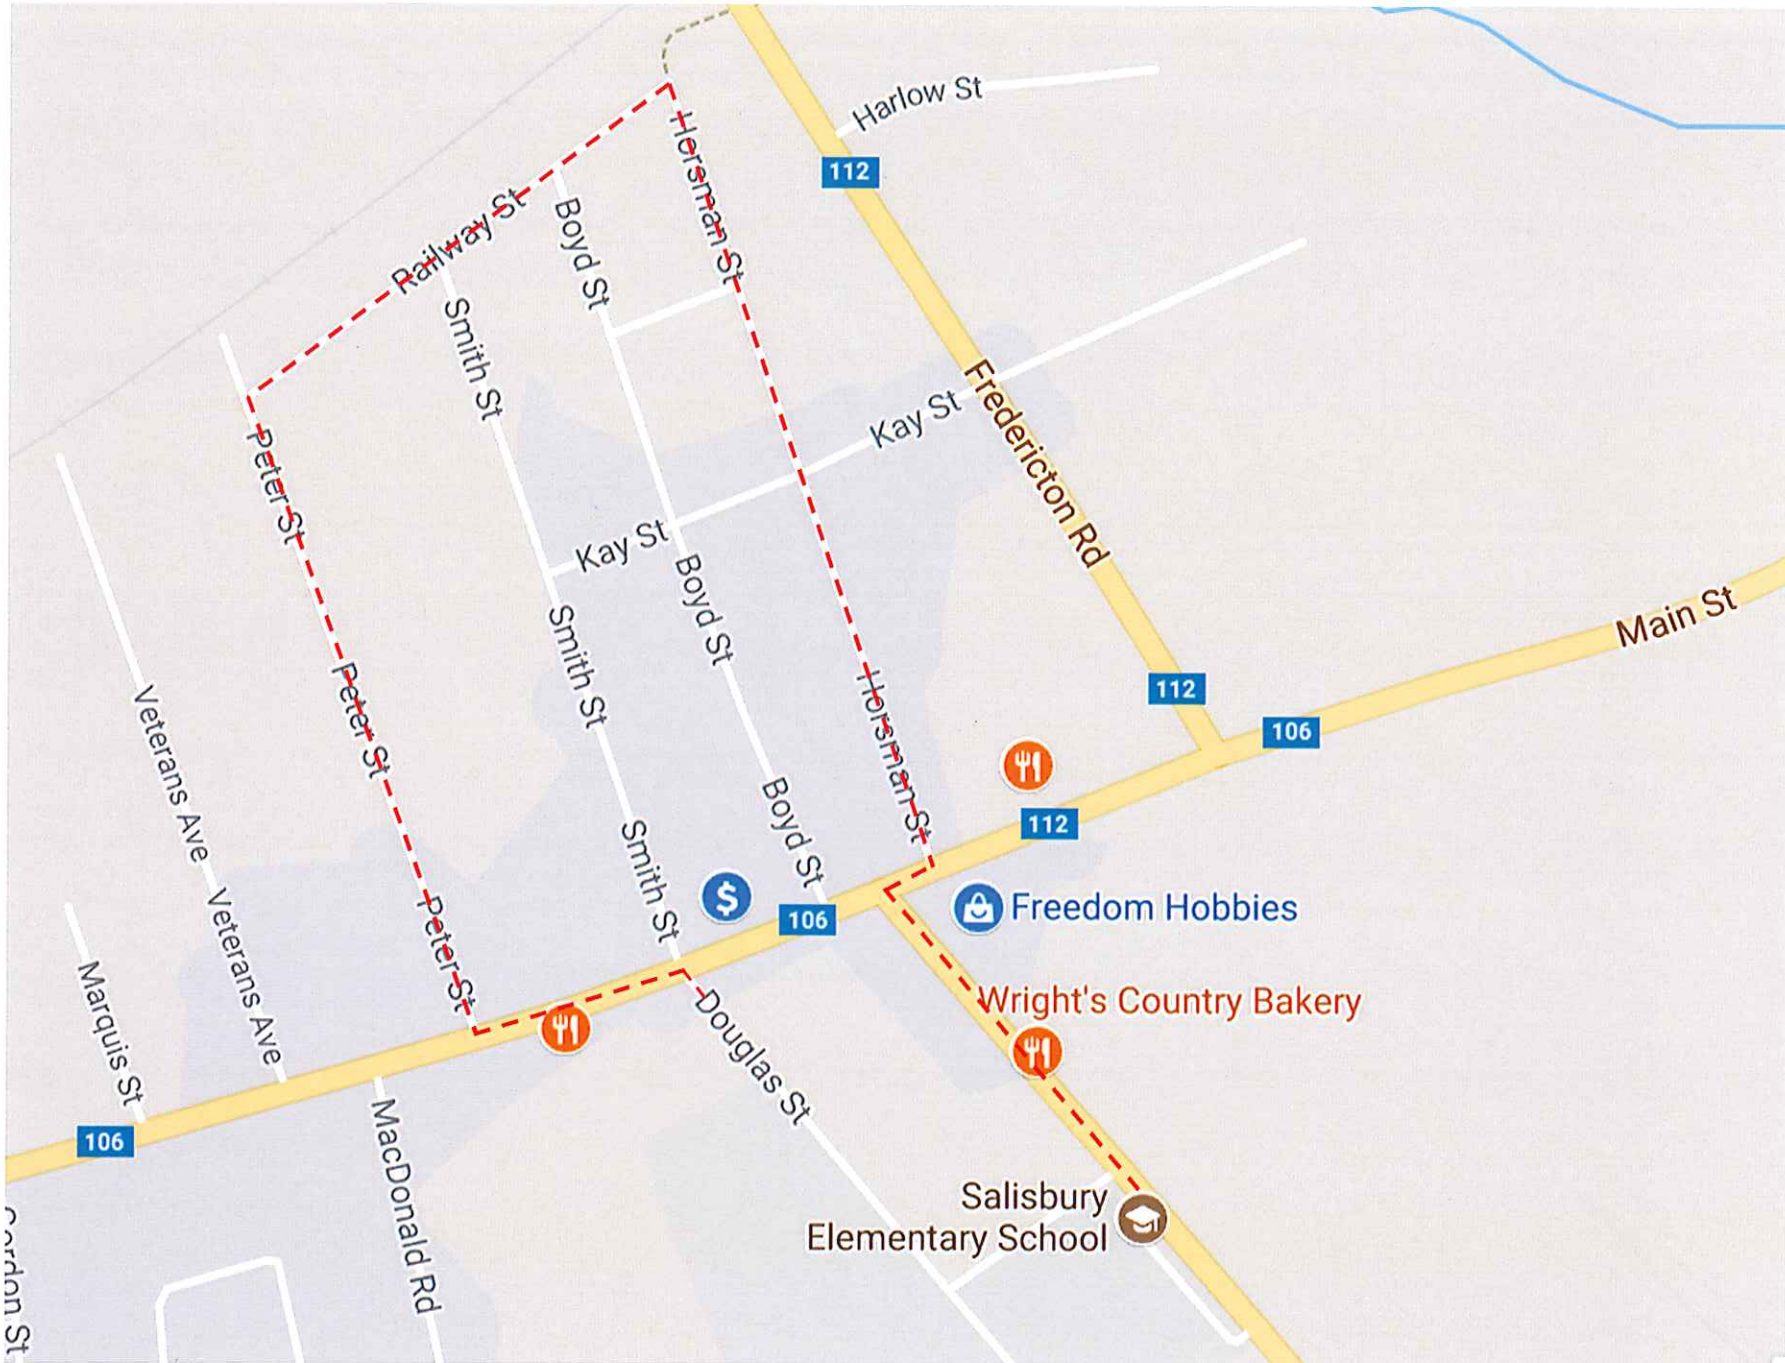 Harlow St
112
Horsman St
Railway St
Boyd St
Smith St
Kay St
Fredericton Rd
Peter St
Kay St
Boyd St
Main St
Smith St
Peter St
Horsman St
112
106
Veterans Ave
Boyd St
112
Smith St
$
106
Freedom Hobbies
Peter St
Veterans Ave
Wright's Country Bakery
Marquis St
Douglas St
106
MacDonald Rd
Salisbury
Elementary School
Gordon St